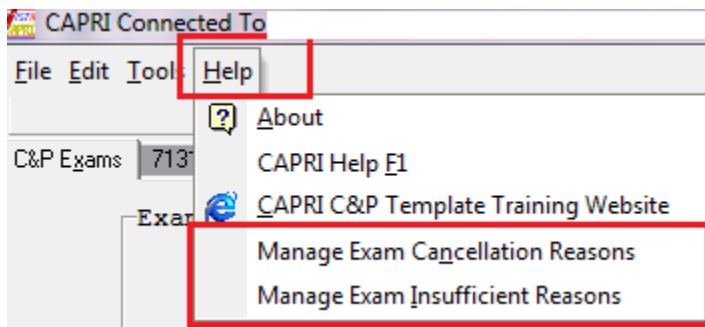 CAPRI Connected To
File Edit Tools Help
About
C&P Exams 713
CAPRI Help F1
CAPRI C&P Template Training Website
Manage Exam Cancellation Reasons
Manage Exam Insufficient Reasons